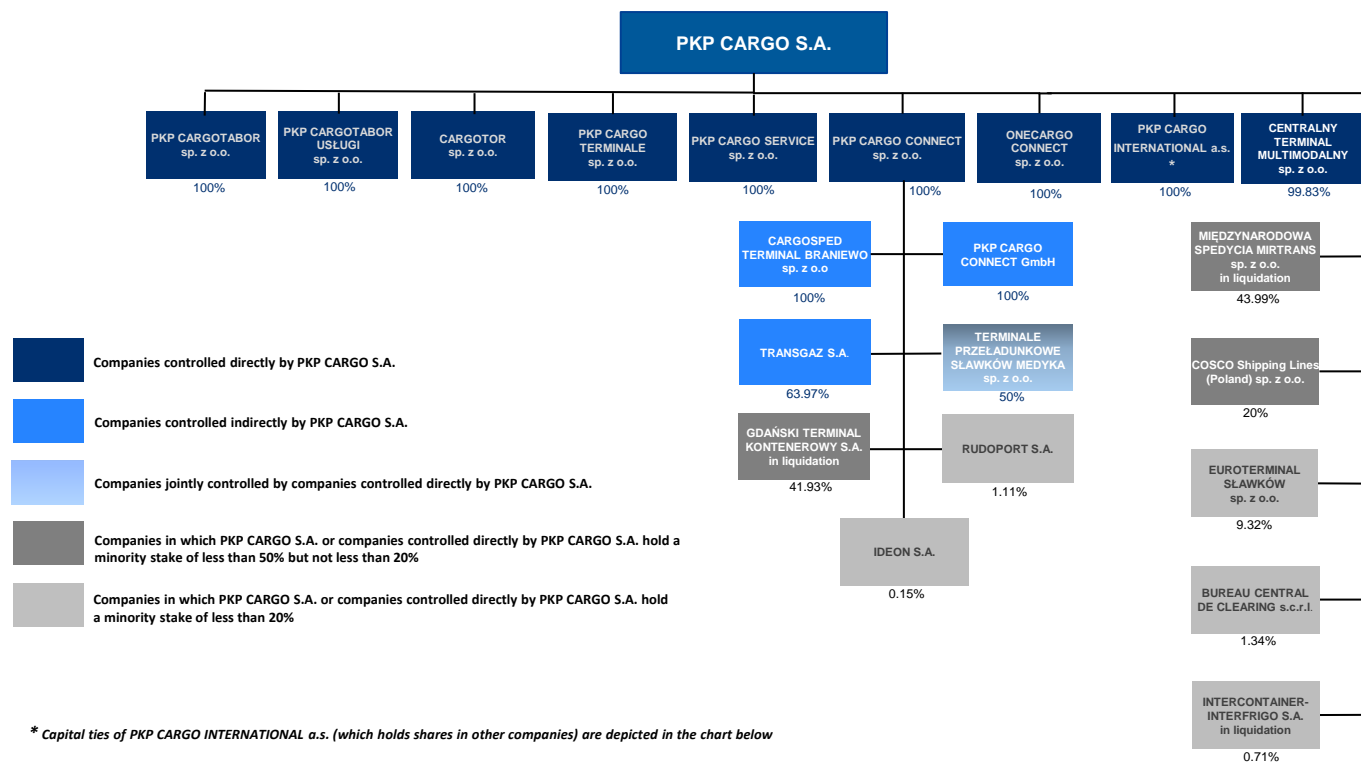 PKP CARGO S.A.
PKP CARGOTABOR
sp. z o.o.
100%
PKP CARGOTABOR
USŁUGI
sp. z o.o.
100%
CARGOTOR
sp. z o.o.
100%
PKP CARGO
TERMINALE
sp. z o.o.
100%
PKP CARGO SERVICE
sp. z o.o.
100%
PKP CARGO CONNECT
sp. z o.o.
100%
ONECARGO
CONNECT
sp. z o.o.
100%
PKP CARGO
INTERNATIONAL a.s.
*
100%
CENTRALNY
TERMINAL
MULTIMODALNY
sp. z o.o.
99.83%
CARGOSPED
TERMINAL BRANIEWO
sp. z o.o
100%
PKP CARGO
CONNECT GmbH
100%
MIĘDZYNARODOWA
SPEDYCIA MIRTRANS
sp. z o.o.
in liquidation
43.99%
TRANSGAZ S.A.
63.97%
TERMINALE
PRZEŁADUNKOWE
SŁAWKÓW MEDYKA
sp. z o.o.
50%
COSCO Shipping Lines
(Poland) sp. z o.o.
20%
GDAŃSKI TERMINAL
KONTENEROWY S.A.
in liquidation
41.93%
RUDOPORT S.A.
1.11%
EUROTERMINAL
SŁAWKÓW
sp. z o.o.
9.32%
IDEON S.A.
0.15%
BUREAU CENTRAL
DE CLEARING s.c.r.l.
1.34%
INTERCONTAINER-
INTERFRIGO S.A.
in liquidation
0.71%
Companies controlled directly by PKP CARGO S.A.
Companies controlled indirectly by PKP CARGO S.A.
Companies jointly controlled by companies controlled directly by PKP CARGO S.A.
Companies in which PKP CARGO S.A. or companies controlled directly by PKP CARGO S.A. hold a
minority stake of less than 50% but not less than 20%
Companies in which PKP CARGO S.A. or companies controlled directly by PKP CARGO S.A. hold
a minority stake of less than 20%
* Capital ties of PKP CARGO INTERNATIONAL a.s. (which holds shares in other companies) are depicted in the chart below